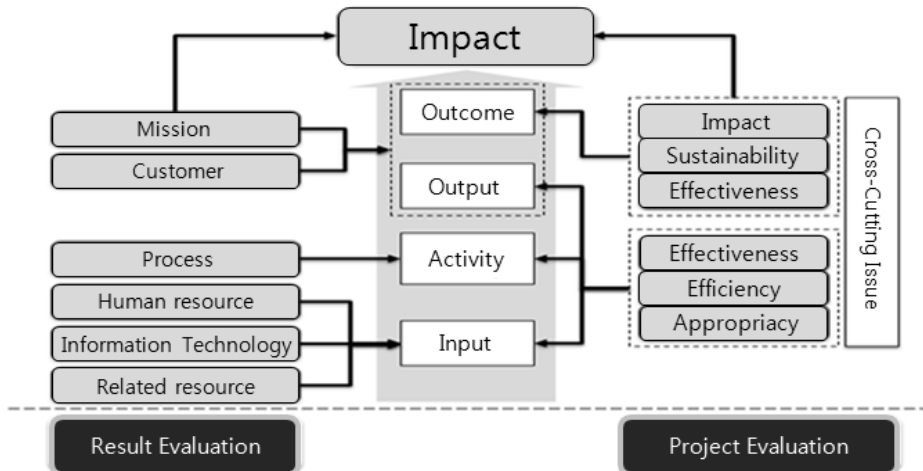 Impact
Outcome
Output
Activity
Input
Mission
Customer
Process
Human resource
Information Technology
Related resource
Impact
Sustainability
Effectiveness
Effectiveness
Efficiency
Appropriacy
Cross-Cutting Issue
Result Evaluation
Project Evaluation